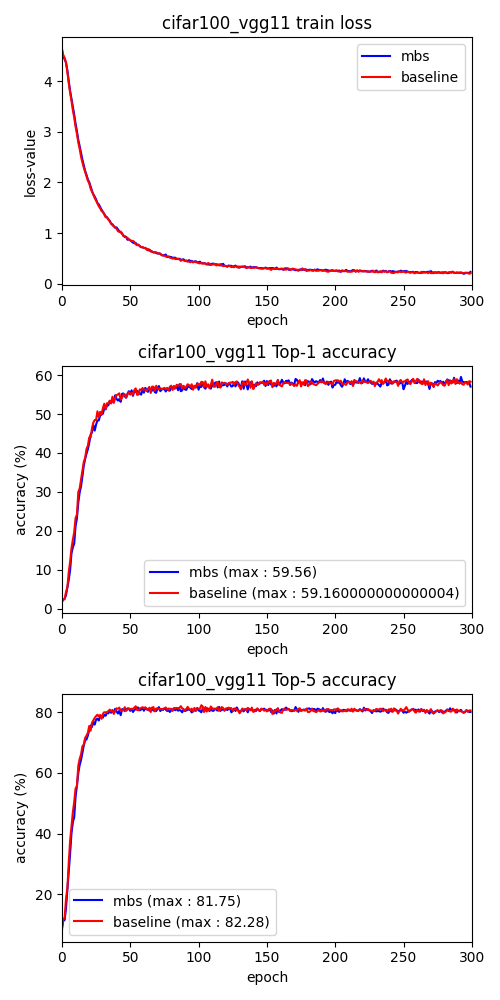 cifar100_vgg11 train loss
mbs
baseline
4
3
2
1
0
loss-value
0 50 100 150 200 250 300
epoch
cifar100_vgg11 Top-1 accuracy
60
50
40
30
20
10
0
accuracy (%)
mbs (max : 59.56)
baseline (max : 59.160000000000004)
0 50 100 150 200 250 300
epoch
cifar100_vgg11 Top-5 accuracy
80
60
40
20
accuracy (%)
mbs (max : 81.75)
baseline (max : 82.28)
0 50 100 150 200 250 300
epoch